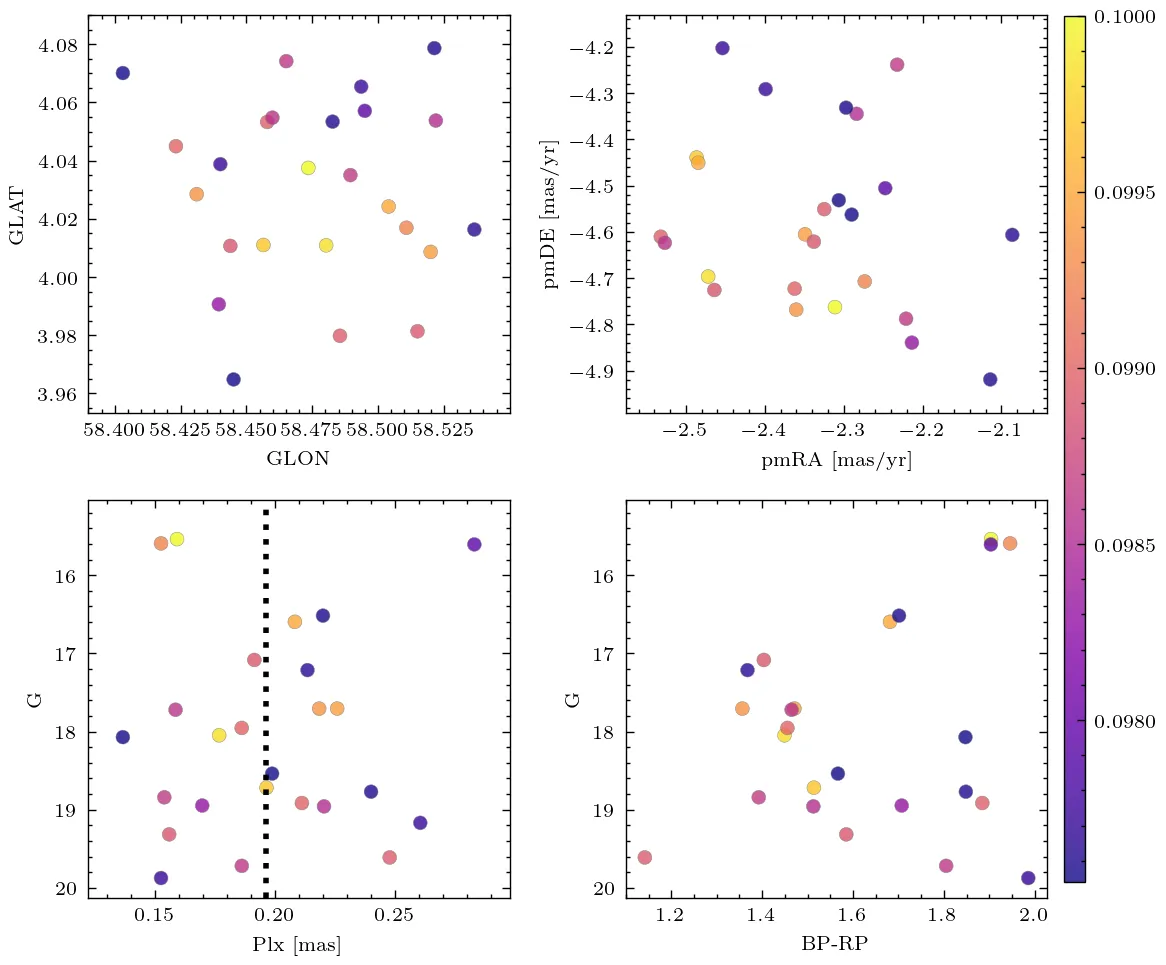 4.08
4.06
4.04
4.02
4.00
3.98
3.96
GLAT
58.400 58.425 58.450 58.475 58.500 58.525
GLON
−4.2
−4.3
−4.4
−4.5
−4.6
−4.7
−4.8
−4.9
pmDE [mas/yr]
−2.5 −2.4 −2.3 −2.2 −2.1
pmRA [mas/yr]
0.1000
0.0995
0.0990
0.0985
0.0980
16
17
18
19
20
G
0.15 0.20 0.25
Plx [mas]
16
17
18
19
20
G
1.2 1.4 1.6 1.8 2.0
BP-RP